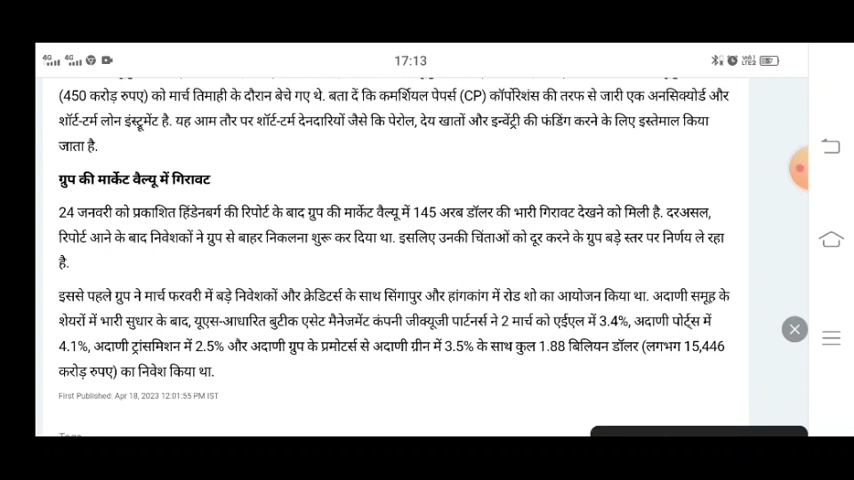 17:13
(450 करोड़ रुपए) को मार्च तिमाही के दौरान बेचे गए थे. बता दें कि कमर्शियल पेपर्स (CP) कॉर्पोरेशंस की तरफ से जारी एक अनसिक्योर्ड और
शॉर्ट-टर्म लोन इंस्ट्रूमेंट है. यह आम तौर पर शॉर्ट-टर्म देनदारियों जैसे कि पेरोल, देय खातों और इन्वेंट्री की फंडिंग करने के लिए इस्तेमाल किया
जाता है.
ग्रुप की मार्केट वैल्यू में गिरावट
24 जनवरी को प्रकाशित हिंडेनबर्ग की रिपोर्ट के बाद ग्रुप की मार्केट वैल्यू में 145 अरब डॉलर की भारी गिरावट देखने को मिली है. दरअसल,
रिपोर्ट आने के बाद निवेशकों ने ग्रुप से बाहर निकलना शुरू कर दिया था. इसलिए उनकी चिंताओं को दूर करने के ग्रुप बड़े स्तर पर निर्णय ले रहा
है.
इससे पहले ग्रुप ने मार्च फरवरी में बड़े निवेशकों और क्रेडिटर्स के साथ सिंगापुर और हांगकांग में रोड शो का आयोजन किया था. अदाणी समूह के
शेयरों में भारी सुधार के बाद, यूएस-आधारित बुटीक एसेट मैनेजमेंट कंपनी जीक्यूजी पार्टनर्स ने 2 मार्च को एईएल में 3.4%, अदाणी पोर्ट्स में
4.1%, अदाणी ट्रांसमिशन में 2.5% और अदाणी ग्रुप के प्रमोटर्स से अदाणी ग्रीन में 3.5% के साथ कुल 1.88 बिलियन डॉलर (लगभग 15,446
करोड़ रुपए) का निवेश किया था.
First Published: Apr 18, 2023 12:01:55 PM IST